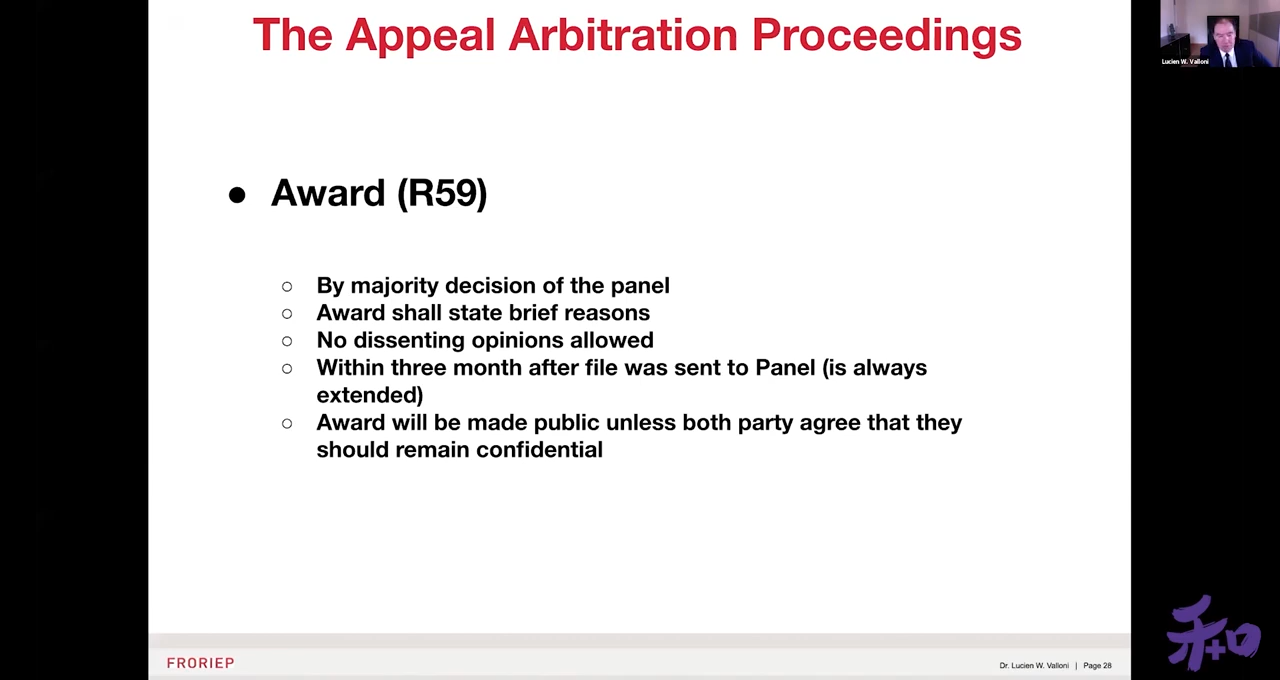 The Appeal Arbitration Proceedings
Lucien W. Valloni
● Award (R59)
○ By majority decision of the panel
○ Award shall state brief reasons
○ No dissenting opinions allowed
○ Within three month after file was sent to Panel (is always
extended)
○ Award will be made public unless both party agree that they
should remain confidential
FRORIEP
Dr. Lucien W. Valloni | Page 28
和